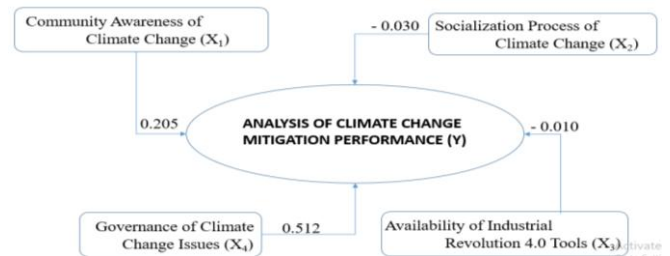 Community Awareness of
Climate Change (X₁)
- 0.030
Socialization Process of
Climate Change (X₂)
0.205
ANALYSIS OF CLIMATE CHANGE
MITIGATION PERFORMANCE (Y)
- 0.010
Governance of Climate
Change Issues (X₄)
0.512
Availability of Industrial
Revolution 4.0 Tools (X₃)